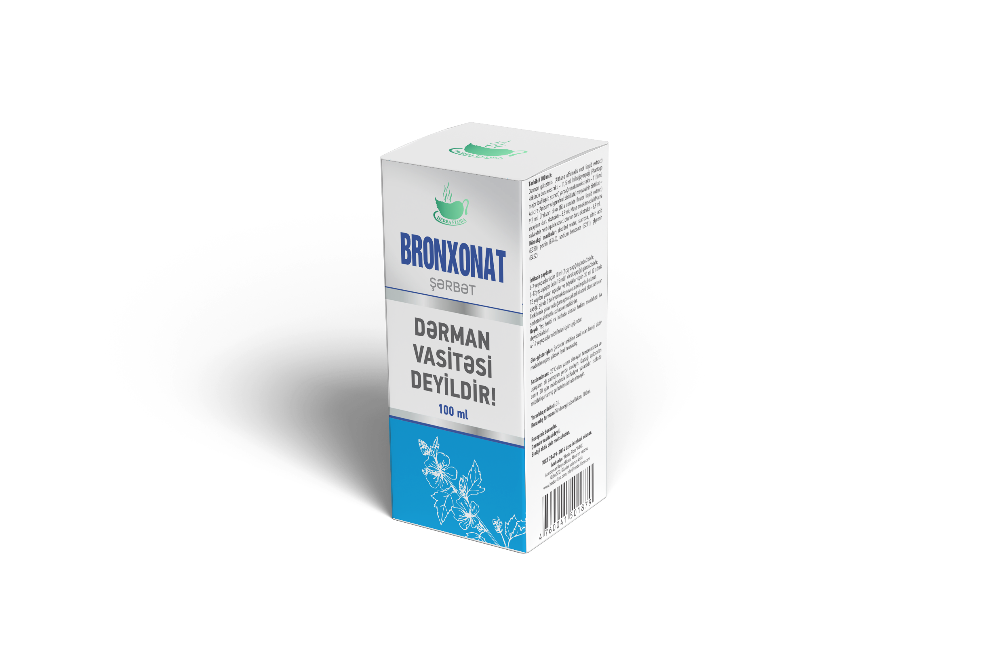 HERBA FLORA
HERBA FLORA
BRONXONAT
ŞƏRBƏT
DƏRMAN
VASİTƏSİ
DEYİLDİR!
100 ml
Tərkibi (100 ml):
Dərman gülxətmisi (Althaea officinalis root liquid extract)
kökünün duru ekstraktı – 11,5 ml; İri bağayarpağı (Plantago
major leaf liquid extract) yarpağının duru ekstraktı – 11,5 ml;
Adi cirə (Anisum vulgare fruit distillate) meyvəsinin distillatı –
9,2 ml; Ürəkvari cökə (Tilia cordata flower liquid extract)
çiçəyinin duru ekstraktı – 6,9 ml; Meşə əməköməcisi (Malva
sylvestris herb liquid extract) otunun duru ekstraktı – 6,9 ml.
Köməkçi maddələr: distilled water, sucrose, citric acid
(E330), pectin (E440), sodium benzoate (E211), glycerin
(E422).
İstifadə qaydası:
4-7 yaş uşaqlar üçün 10 ml (2 çay qaşığı) gündə 3 dəfə;
7-12 yaş uşaqlar üçün 15 ml (1 xörək qaşığı) gündə 3 dəfə;
12 yaşdan yuxarı uşaqlar və böyüklər üçün 30 ml (2 xörək
qaşığı) gündə 3 dəfə yeməkdən əvvəl daxilə qəbul olunur.
Tərkibində şəkər olduğuna görə şəkərli diabeti olan xəstələr
şərbətdən ehtiyatla istifadə etməlidirlər.
Qeyd: Yaş həddi və istifadə dozası həkim məsləhəti ilə
dəyişdirilə bilər.
4-14 yaş uşaqların istifadəsi üçün uyğundur.
Əks-göstərişlər: Şərbətin tərkibinə daxil olan bioloji aktiv
maddələrə qarşı yüksək fərdi həssaslıq.
Saxlanılması: 25°C-dən yuxarı olmayan temperaturda və
uşaqların əli çatmayan yerdə saxlayın. Qapağı açıldıqdan
sonra 20 gün müddətində istifadəyə yararlıdır. İstifadə
müddəti qurtarmış şərbətdən istifadə etməyin.
Yararlılıq müddəti: 3 il.
Buraxılış forması: Tünd rəngli şüşə flakon, 100 ml.
Reseptsiz buraxılır.
Dərman vasitəsi deyil.
Bioloji aktiv qida məhsuludur.
ГОСТ 28499-2014 üzrə istehsal olunur.
İstehsalçı: "Herba Flora" MMC
Azərbaycan Respublikası, Abşeron rayonu,
Qobu ŞTQ, Güzdək yolunun üstü.
www.herba-flora.com; info@herba-flora.com
4 760041 501879